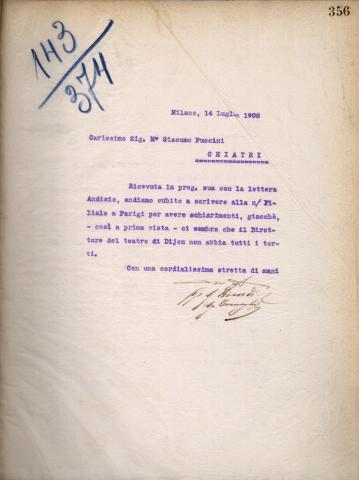 356
143
374
Milano, 14 Lugl. 1908
Carissimo Sig. M° Giacomo Puccini
CHIATRI
Ricevuta la preg. sua con la lettera
Andisio, andiamo subito a scrivere alla n/ Fi-
liale a Parigi per avere schiarimenti, giacchè,
- così a prima vista - ci sembra che il Diret-
tore del teatro di Dijon non abbia tutti i tor-
ti.
Con una cordialissima stretta di mani